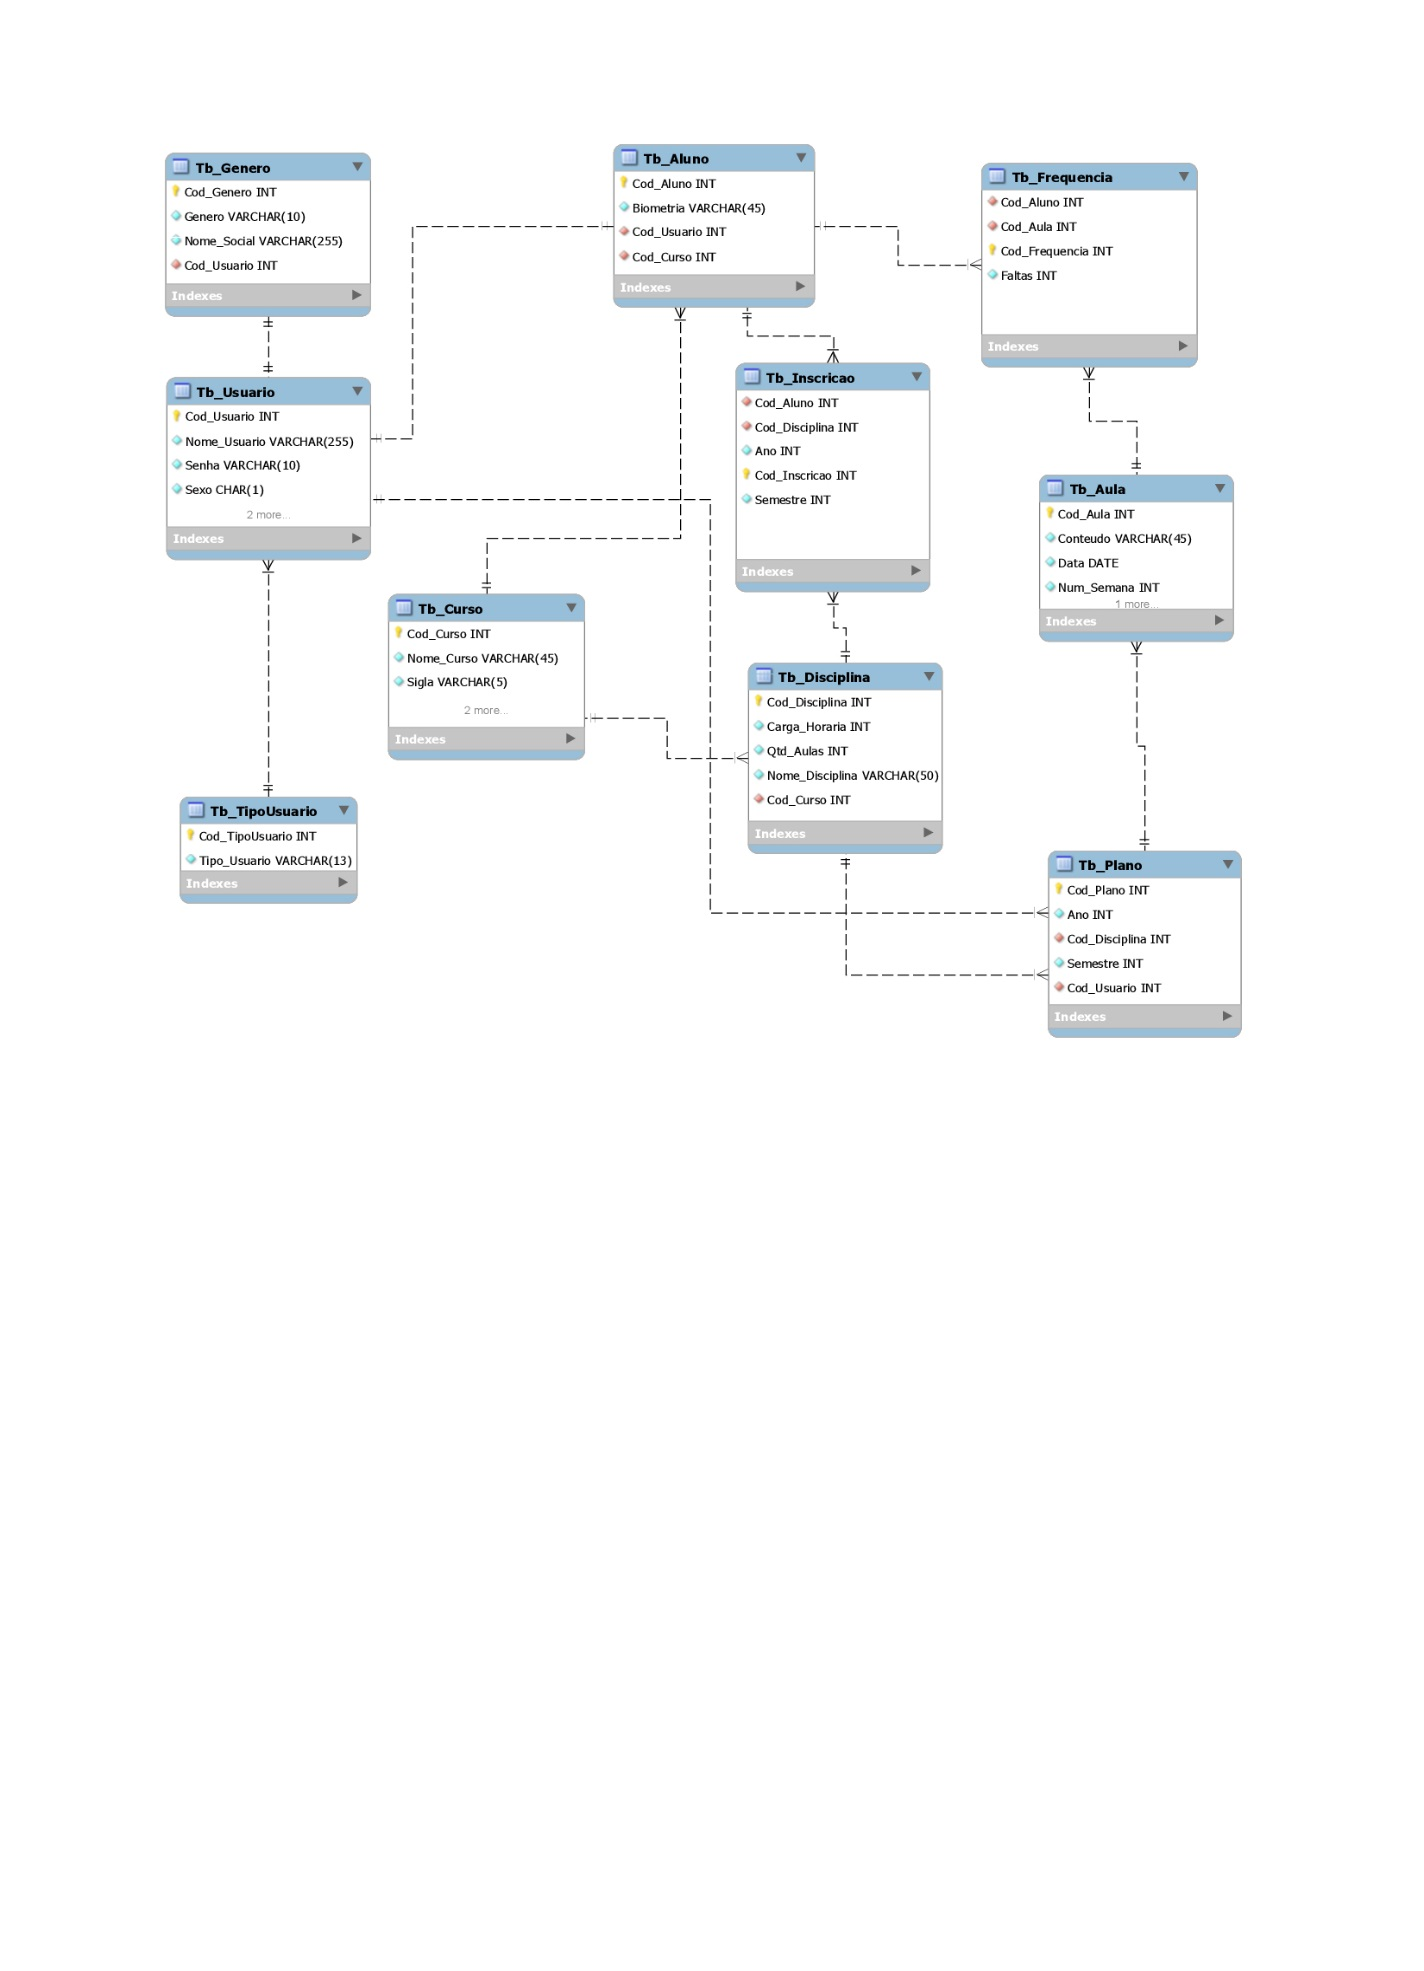 Tb_Genero
Cod_Genero INT
Genero VARCHAR(10)
Nome_Social VARCHAR(255)
Cod_Usuario INT
Indexes
Tb_Usuario
Cod_Usuario INT
Nome_Usuario VARCHAR(255)
Senha VARCHAR(10)
Sexo CHAR(1)
2 more...
Indexes
Tb_TipoUsuario
Cod_TipoUsuario INT
Tipo_Usuario VARCHAR(13)
Indexes
Tb_Aluno
Cod_Aluno INT
Biometria VARCHAR(45)
Cod_Usuario INT
Cod_Curso INT
Indexes
Tb_Curso
Cod_Curso INT
Nome_Curso VARCHAR(45)
Sigla VARCHAR(5)
2 more...
Indexes
Tb_Inscricao
Cod_Aluno INT
Cod_Disciplina INT
Ano INT
Cod_Inscricao INT
Semestre INT
Indexes
Tb_Disciplina
Cod_Disciplina INT
Carga_Horaria INT
Qtd_Aulas INT
Nome_Disciplina VARCHAR(50)
Cod_Curso INT
Indexes
Tb_Frequencia
Cod_Aluno INT
Cod_Aula INT
Cod_Frequencia INT
Faltas INT
Indexes
Tb_Aula
Cod_Aula INT
Conteudo VARCHAR(45)
Data DATE
Num_Semana INT
1 more...
Indexes
Tb_Plano
Cod_Plano INT
Ano INT
Cod_Disciplina INT
Semestre INT
Cod_Usuario INT
Indexes